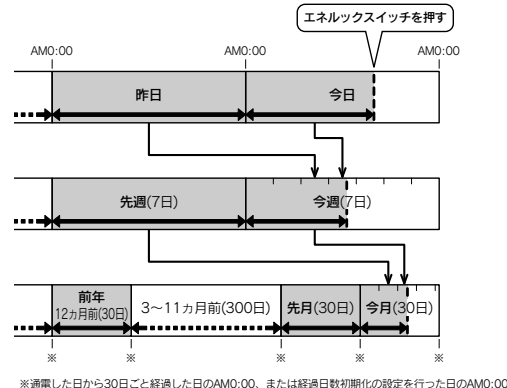 エネルックスイッチを押す
AM0:00 AM0:00 AM0:00
昨日 今日
先週(7日) 今週(7日)
前年
12ヵ月前(30日) 3～11ヵ月前(300日) 先月(30日) 今月(30日)
※ ※ ※ ※ ※
※通電した日から30日ごと経過した日のAM0:00、または経過日数初期化の設定を行った日のAM0:00